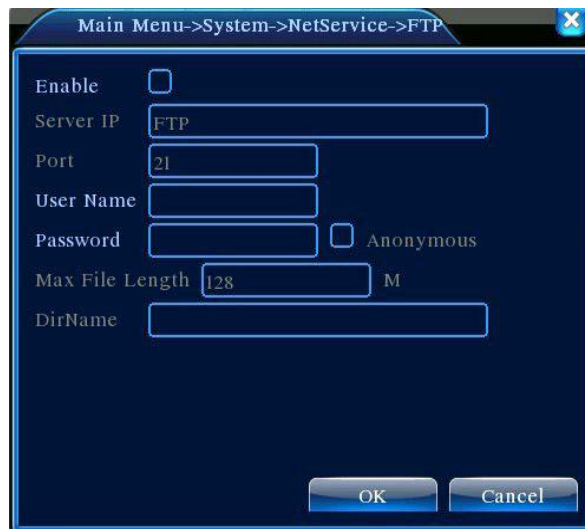 Main Menu->System->NetService->FTP
Enable
Server IP FTP
Port 21
User Name
Password Anonymous
Max File Length 128 M
DirName
OK Cancel